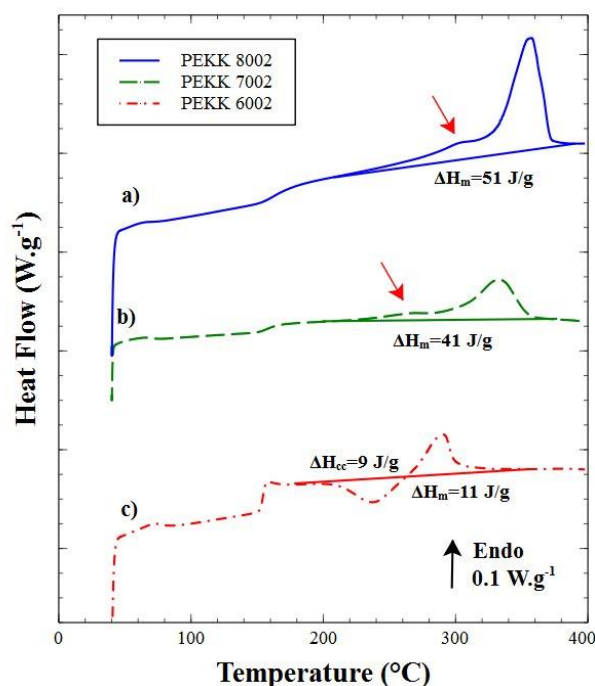 PEKK 8002
PEKK 7002
PEKK 6002
a)
ΔHₘ=51 J/g
b)
ΔHₘ=41 J/g
ΔH꜀꜀=9 J/g
ΔHₘ=11 J/g
c)
Endo
0.1 W.g⁻¹
Heat Flow (W.g⁻¹)
0 100 200 300 400
Temperature (°C)